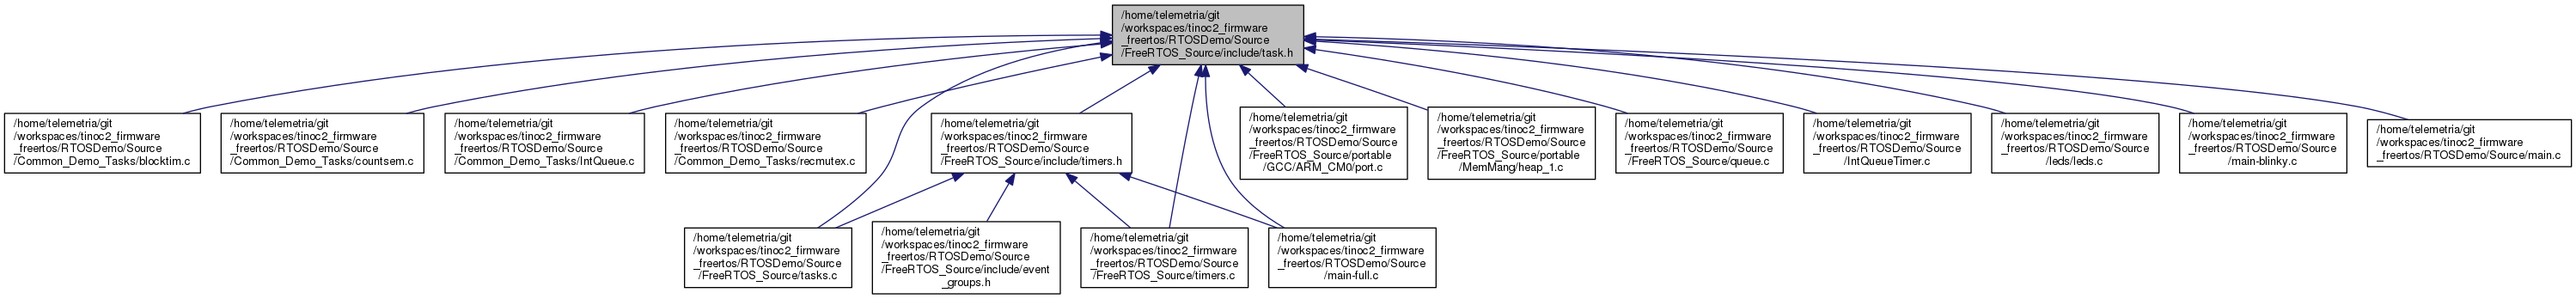 /home/telemetria/git
/workspaces/tinoc2_firmware
_freertos/RTOSDemo/Source
/FreeRTOS_Source/include/task.h
/home/telemetria/git
/workspaces/tinoc2_firmware
_freertos/RTOSDemo/Source
/Common_Demo_Tasks/blocktim.c
/home/telemetria/git
/workspaces/tinoc2_firmware
_freertos/RTOSDemo/Source
/Common_Demo_Tasks/countsem.c
/home/telemetria/git
/workspaces/tinoc2_firmware
_freertos/RTOSDemo/Source
/Common_Demo_Tasks/IntQueue.c
/home/telemetria/git
/workspaces/tinoc2_firmware
_freertos/RTOSDemo/Source
/Common_Demo_Tasks/recmutex.c
/home/telemetria/git
/workspaces/tinoc2_firmware
_freertos/RTOSDemo/Source
/FreeRTOS_Source/include/timers.h
/home/telemetria/git
/workspaces/tinoc2_firmware
_freertos/RTOSDemo/Source
/FreeRTOS_Source/portable
/GCC/ARM_CM0/port.c
/home/telemetria/git
/workspaces/tinoc2_firmware
_freertos/RTOSDemo/Source
/FreeRTOS_Source/portable
/MemMang/heap_1.c
/home/telemetria/git
/workspaces/tinoc2_firmware
_freertos/RTOSDemo/Source
/FreeRTOS_Source/queue.c
/home/telemetria/git
/workspaces/tinoc2_firmware
_freertos/RTOSDemo/Source
/IntQueueTimer.c
/home/telemetria/git
/workspaces/tinoc2_firmware
_freertos/RTOSDemo/Source
/leds/leds.c
/home/telemetria/git
/workspaces/tinoc2_firmware
_freertos/RTOSDemo/Source
/main-blinky.c
/home/telemetria/git
/workspaces/tinoc2_firmware
_freertos/RTOSDemo/Source/main.c
/home/telemetria/git
/workspaces/tinoc2_firmware
_freertos/RTOSDemo/Source
/FreeRTOS_Source/tasks.c
/home/telemetria/git
/workspaces/tinoc2_firmware
_freertos/RTOSDemo/Source
/FreeRTOS_Source/include/event
_groups.h
/home/telemetria/git
/workspaces/tinoc2_firmware
_freertos/RTOSDemo/Source
/FreeRTOS_Source/timers.c
/home/telemetria/git
/workspaces/tinoc2_firmware
_freertos/RTOSDemo/Source
/main-full.c